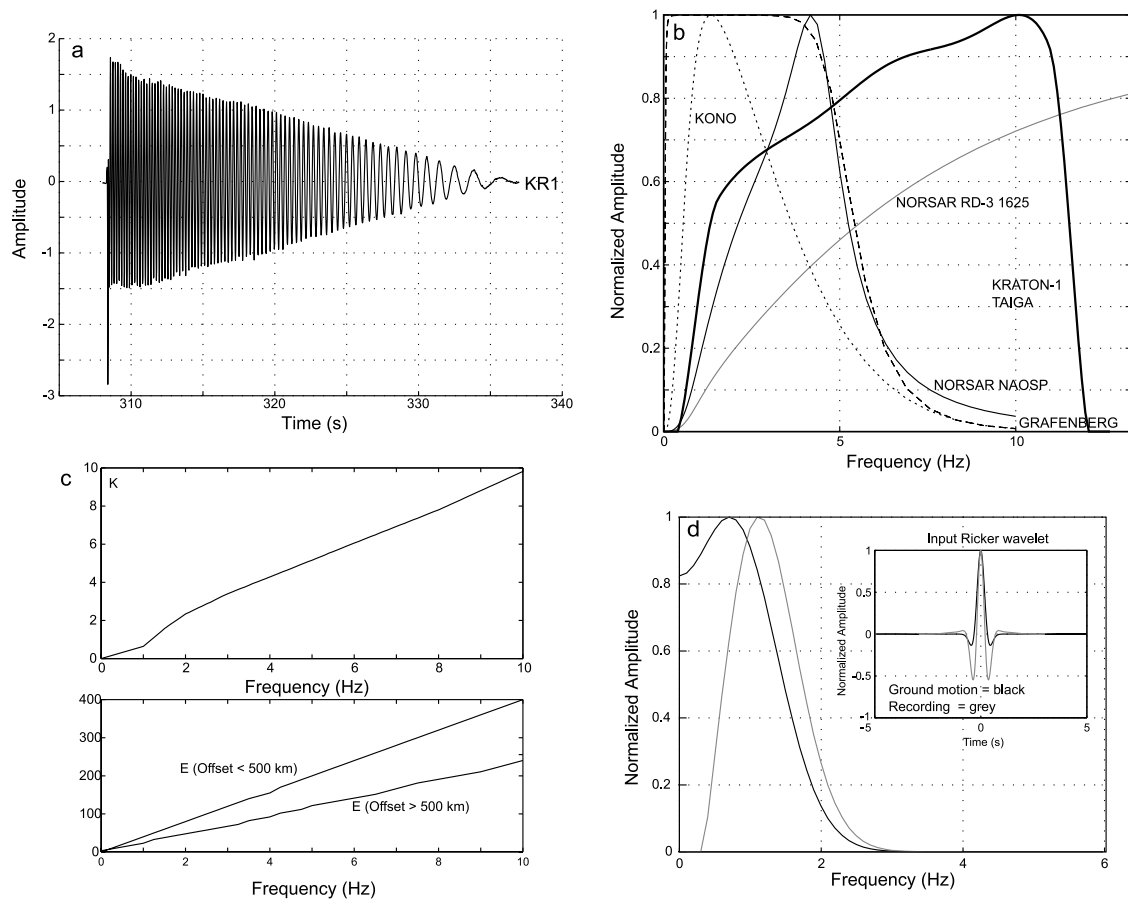 a
Amplitude
2
1
0
-1
-2
-3
310
320
330
340
Time (s)
KR1
b
Normalized Amplitude
1
0.8
0.6
0.4
0.2
0
0
5
10
Frequency (Hz)
KONO
NORSAR RD-3 1625
KRATON-1
TAIGA
NORSAR NAOSP
GRAFENBERG
c
K
10
8
6
4
2
0
0
2
4
6
8
10
Frequency (Hz)
400
300
200
100
0
E (Offset < 500 km)
E (Offset > 500 km)
0
2
4
6
8
10
Frequency (Hz)
d
Normalized Amplitude
1
0.8
0.6
0.4
0.2
0
0
2
4
6
Frequency (Hz)
Input Ricker wavelet
Normalized Amplitude
1
0.5
0
-0.5
-1
Ground motion = black
Recording = grey
-5
0
5
Time (s)